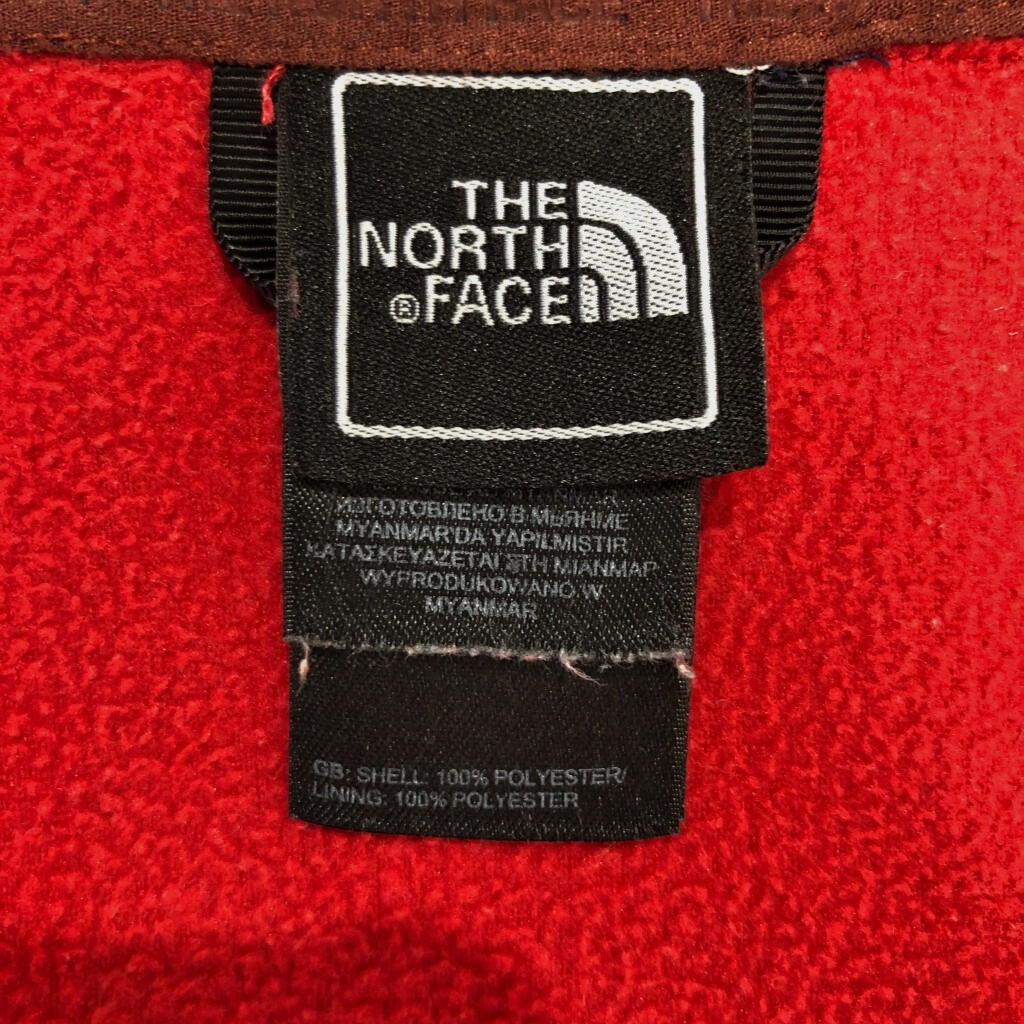 THE
NORTH
® FACE
ИЗГОТОВЛЕНО В МЬЯНМЕ
MYANMAR'DA YAPILMISTIR
ΚΑΤΑΣΚΕΥΑΖΕΤΑΙ ΣΤΗ ΜΙΑΝΜΑΡ
WYPRODUKOWANO W
MYANMAR
GB: SHELL: 100% POLYESTER/
LINING: 100% POLYESTER